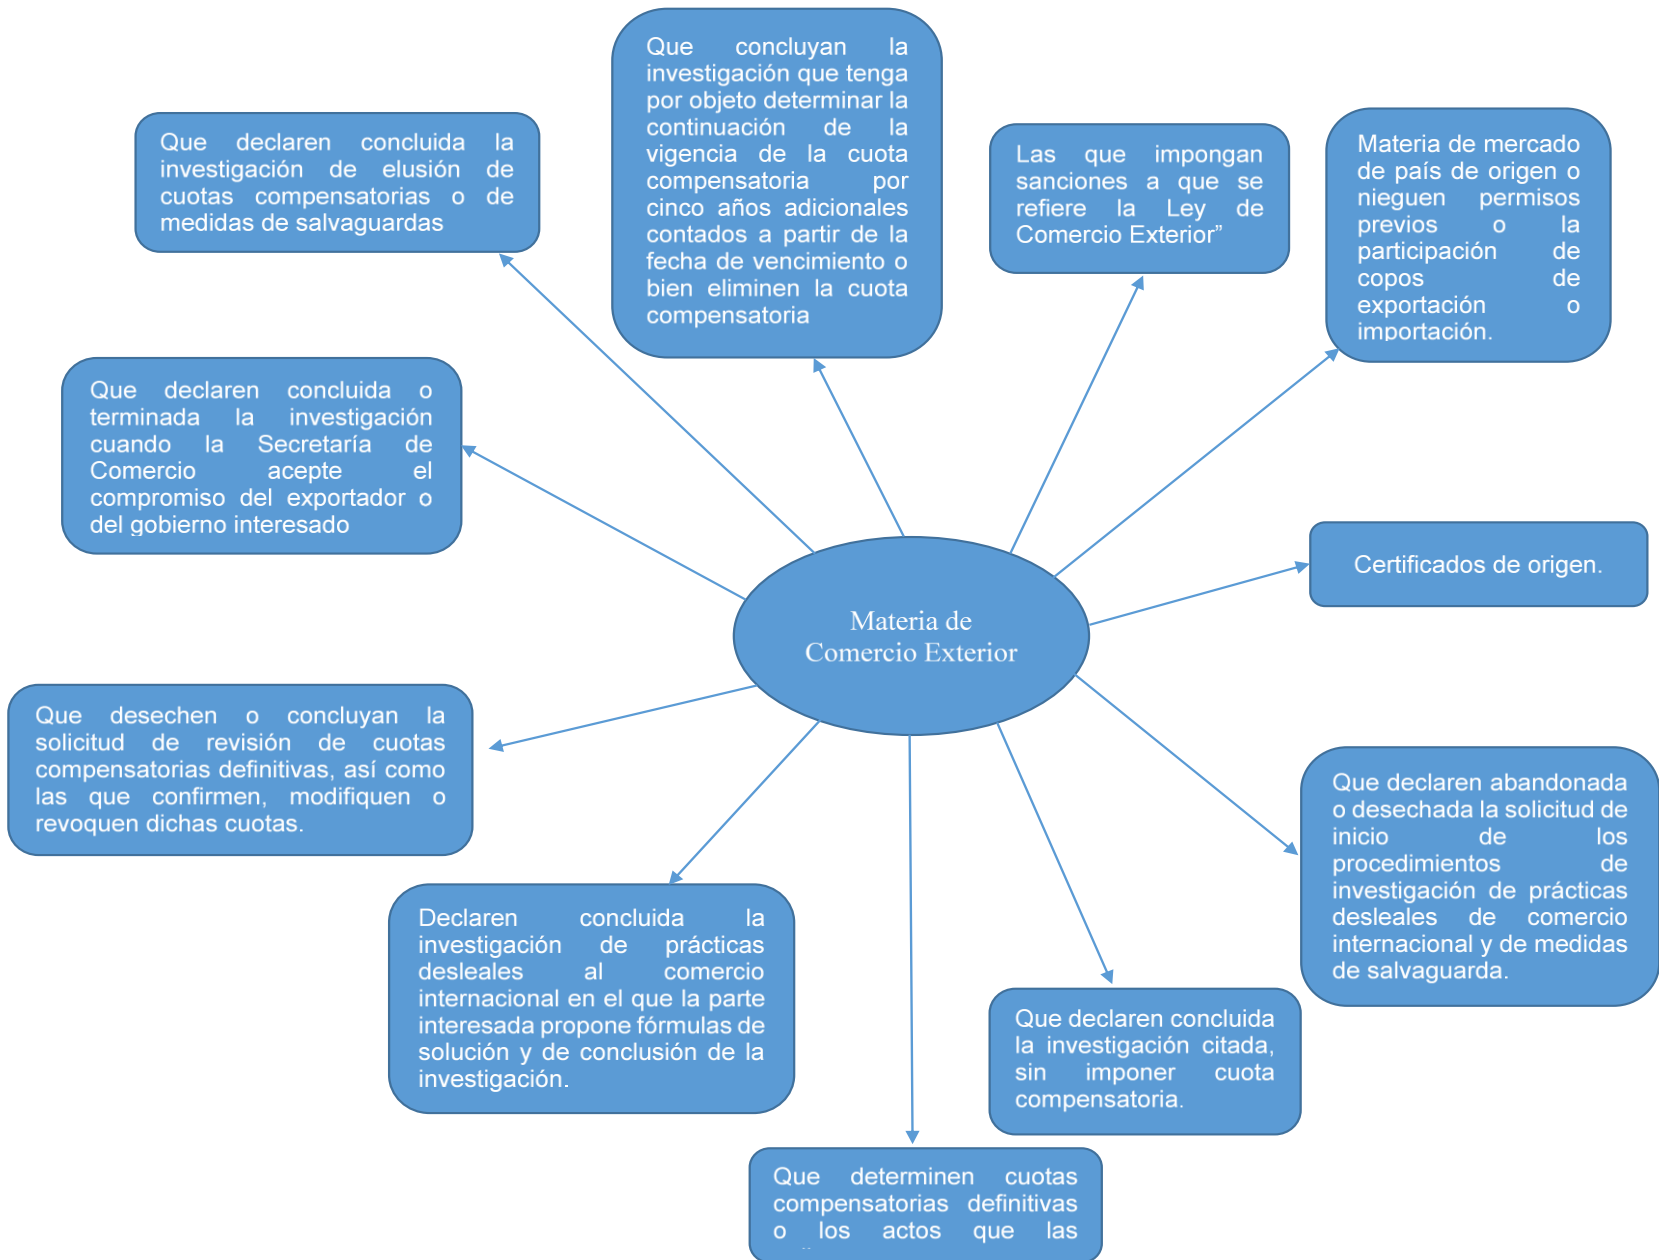 Que concluyan la
investigación que tenga
por objeto determinar la
continuación de la
vigencia de la cuota
compensatoria por
cinco años adicionales
contados a partir de la
fecha de vencimiento o
bien eliminen la cuota
compensatoria
Que declaren concluida la
investigación de elusión de
cuotas compensatorias o de
medidas de salvaguardas
Las que impongan
sanciones a que se
refiere la Ley de
Comercio Exterior”
Materia de mercado
de país de origen o
nieguen permisos
previos o la
participación de
copos de
exportación o
importación.
Que declaren concluida o
terminada la investigación
cuando la Secretaría de
Comercio acepte el
compromiso del exportador o
del gobierno interesado
Certificados de origen.
Materia de
Comercio Exterior
Que desechen o concluyan la
solicitud de revisión de cuotas
compensatorias definitivas, así como
las que confirmen, modifiquen o
revoquen dichas cuotas.
Que declaren abandonada
o desechada la solicitud de
inicio de los
procedimientos de
investigación de prácticas
desleales de comercio
internacional y de medidas
de salvaguarda.
Declaren concluida la
investigación de prácticas
desleales al comercio
internacional en el que la parte
interesada propone fórmulas de
solución y de conclusión de la
investigación.
Que declaren concluida
la investigación citada,
sin imponer cuota
compensatoria.
Que determinen cuotas
compensatorias definitivas
o los actos que las